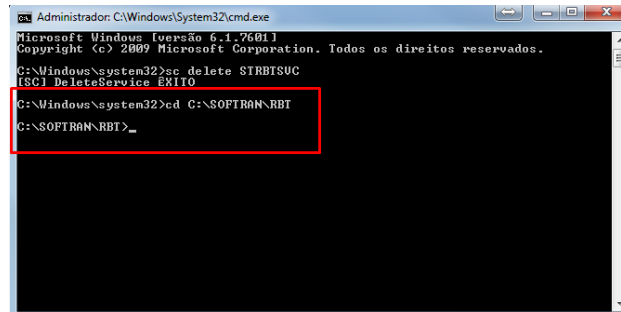 Administrador: C:\Windows\System32\cmd.exe
Microsoft Windows [versão 6.1.7601]
Copyright (c) 2009 Microsoft Corporation. Todos os direitos reservados.
C:\Windows\system32>sc delete STRBTSVC
[SC] DeleteService ÊXITO
C:\Windows\system32>cd C:\SOFTRAN\RBT
C:\SOFTRAN\RBT>_